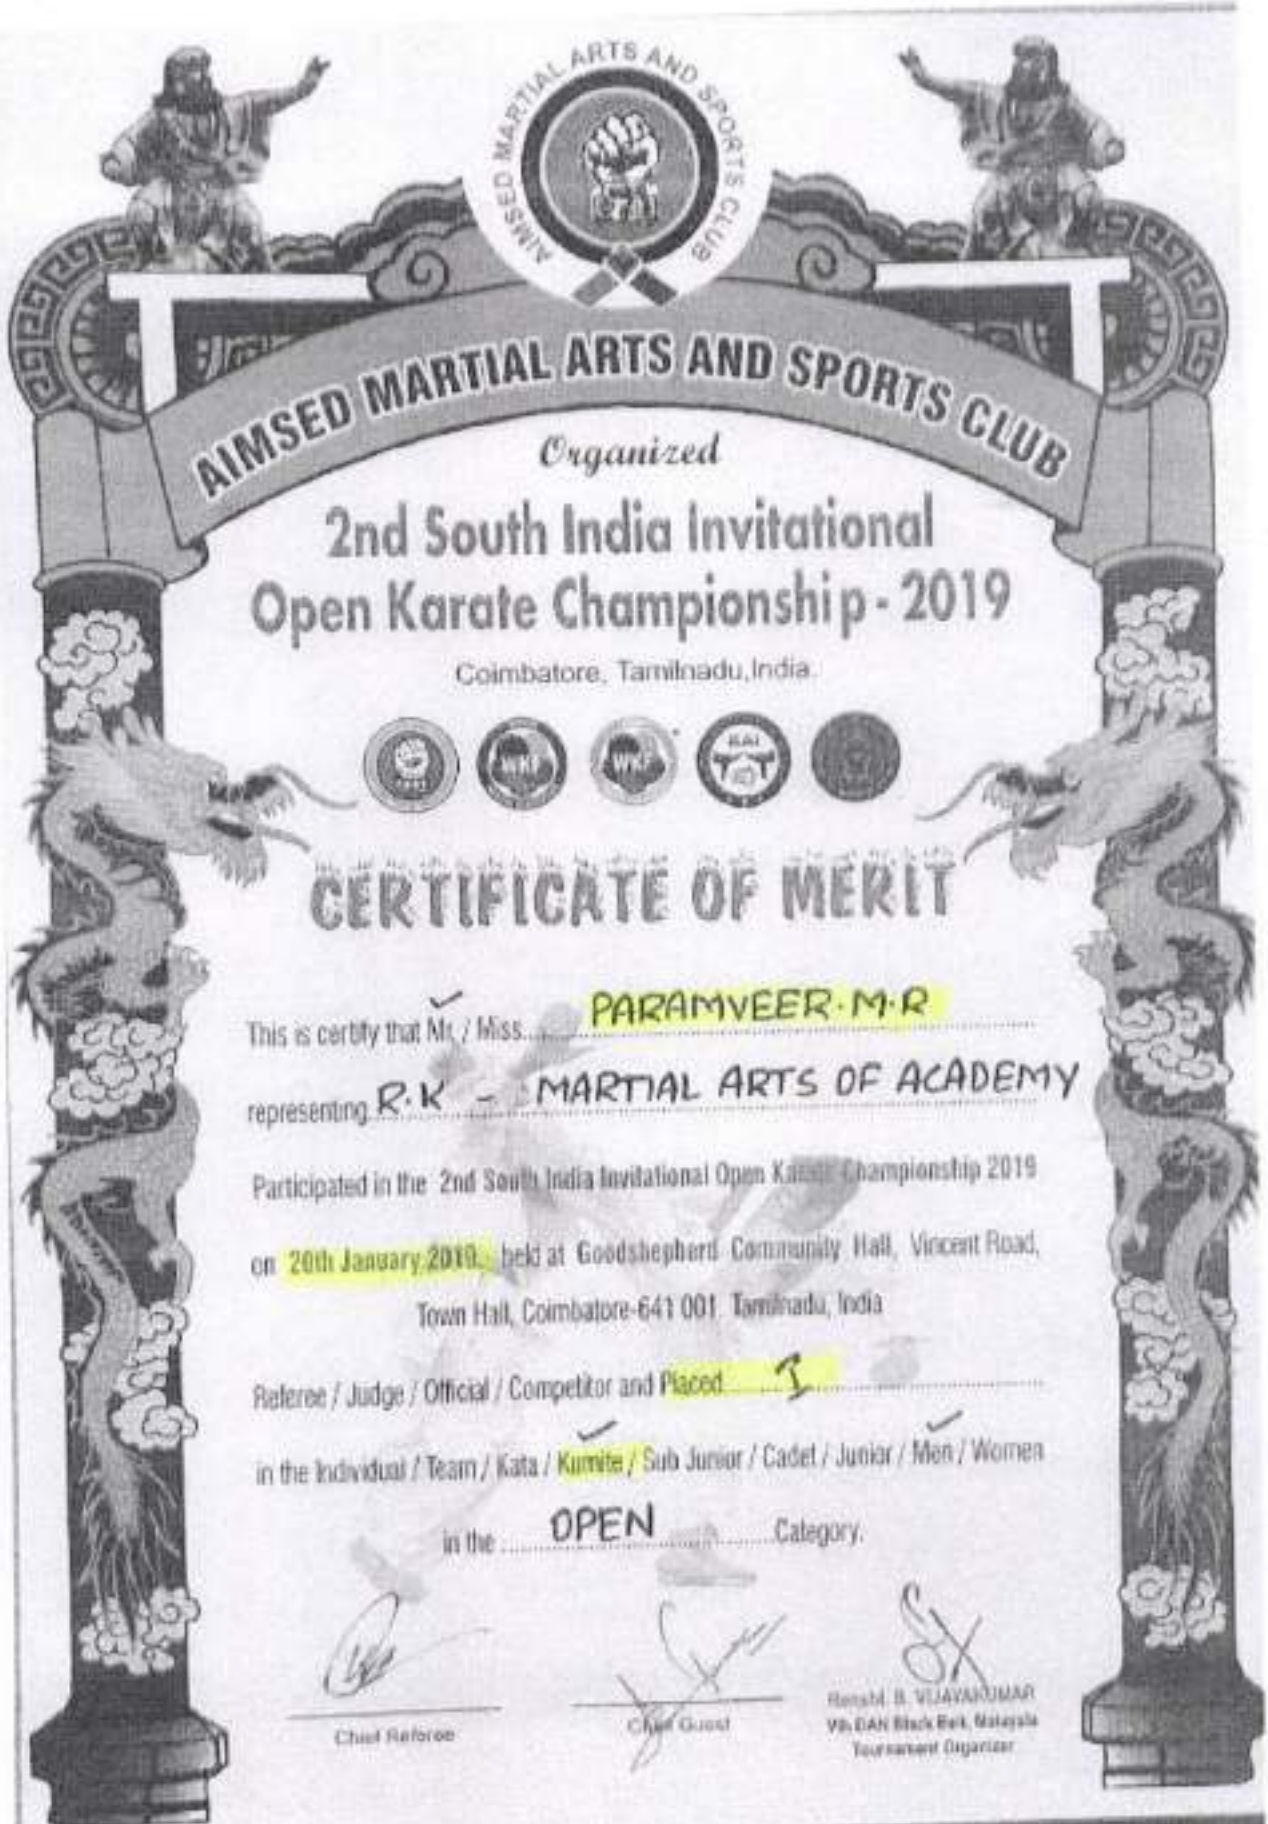 AIMSED MARTIAL ARTS AND SPORTS CLUB
AIMSED MARTIAL ARTS AND SPORTS CLUB
Organized
2nd South India Invitational
Open Karate Championship - 2019
Coimbatore, Tamilnadu, India.
WKF WKF KAI
CERTIFICATE OF MERIT
This is certify that Mr. / Miss. PARAMVEER.M.R
representing R.K - MARTIAL ARTS OF ACADEMY
Participated in the 2nd South India Invitational Open Karate Championship 2019
on 20th January 2019, held at Goodshepherd Community Hall, Vincent Road,
Town Hall, Coimbatore-641 001. Tamilnadu, India
Referee / Judge / Official / Competitor and Placed I
in the Individual / Team / Kata / Kumite / Sub Junior / Cadet / Junior / Men / Women
in the OPEN Category.
Chief Referee
Chief Guest
Renshi. B. VIJAYAKUMAR
Vth DAN Black Belt, Malaysia
Tournament Organizer